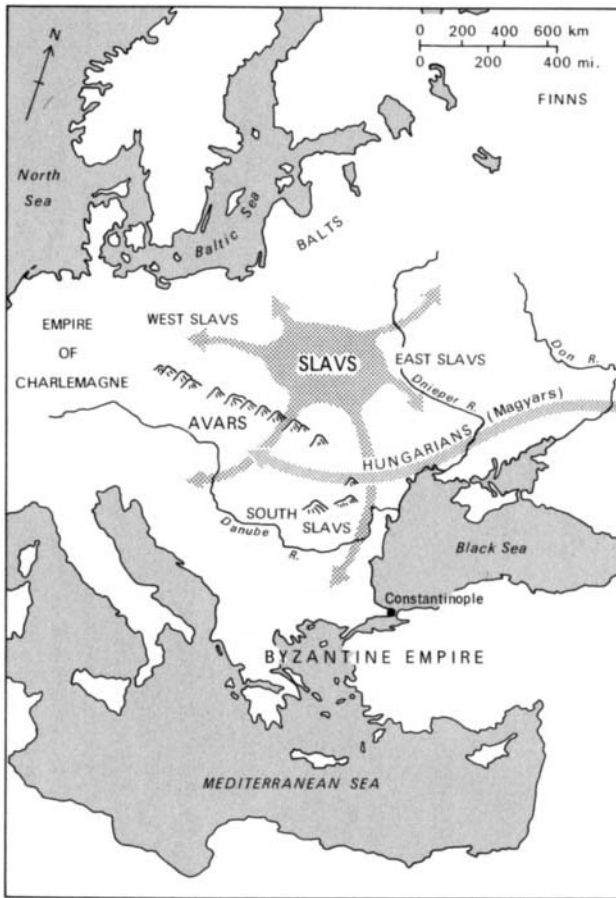 N
0 200 400 600 km
0 200 400 mi.
FINNS
North
Sea
Baltic Sea
BALTS
WEST SLAVS
EMPIRE
OF
CHARLEMAGNE
SLAVS
EAST SLAVS
Don R.
Dnieper R.
AVARS
HUNGARIANS (Magyars)
SOUTH
SLAVS
Danube
R.
Black Sea
Constantinople
BYZANTINE EMPIRE
MEDITERRANEAN SEA